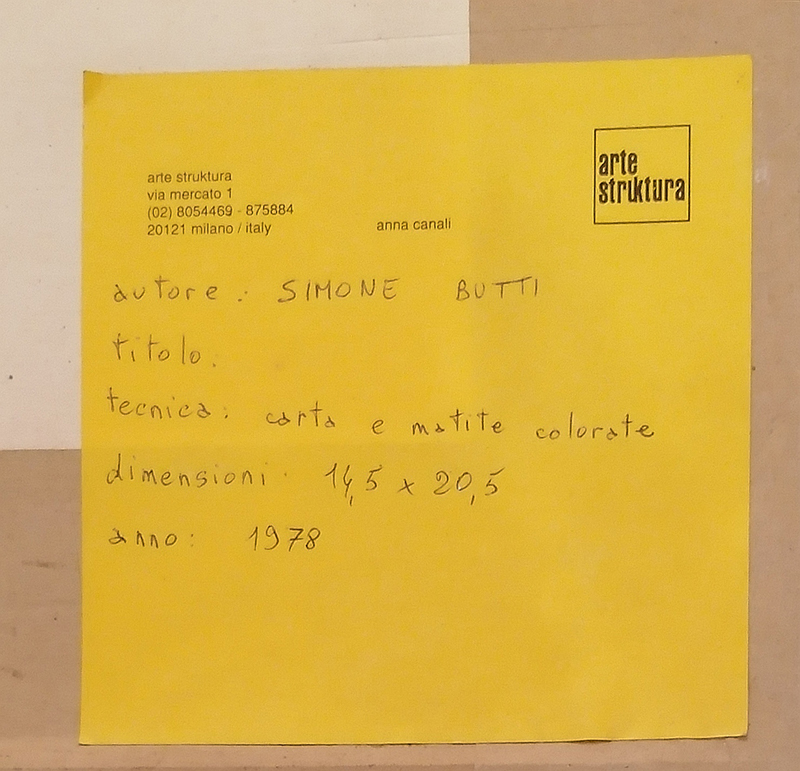 arte struktura
via mercato 1
(02) 8054469 - 875884
20121 milano / italy
anna canali
arte
struktura
autore: SIMONE BUTTI
titolo:
tecnica: carta e matite colorate
dimensioni: 14,5 x 20,5
anno: 1978